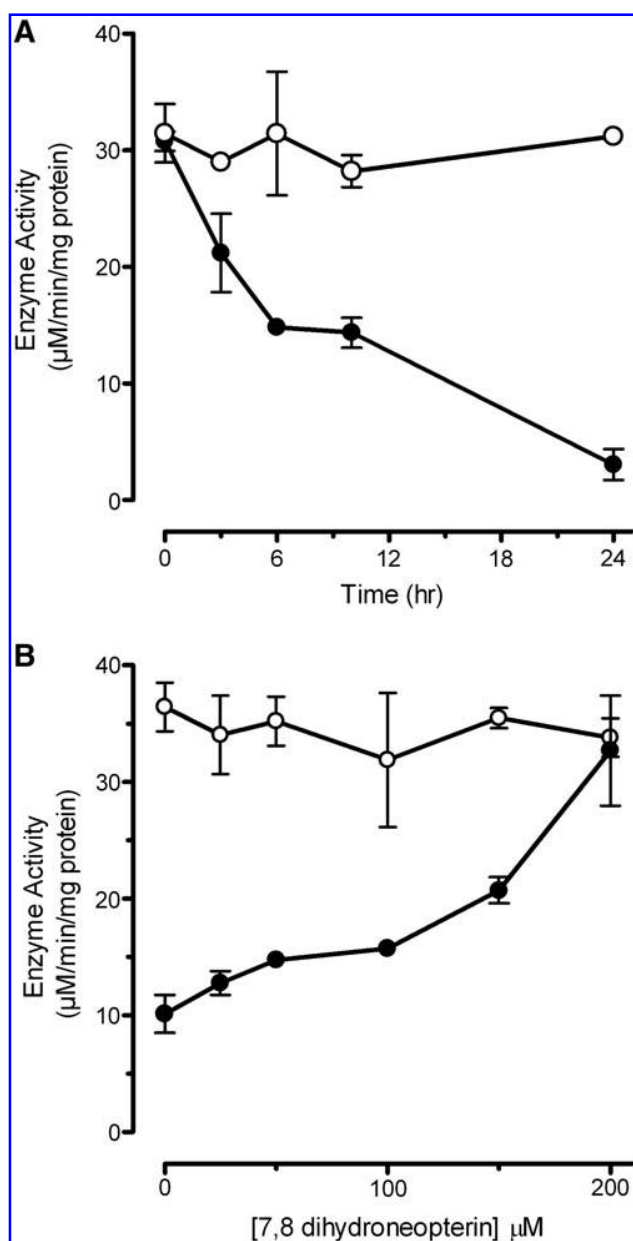 A
40
30
20
10
0
Enzyme Activity
(µM/min/mg protein)
0 6 12 18 24
Time (hr)
B
40
30
20
10
0
Enzyme Activity
(µM/min/mg protein)
0 100 200
[7,8 dihydroneopterin] µM